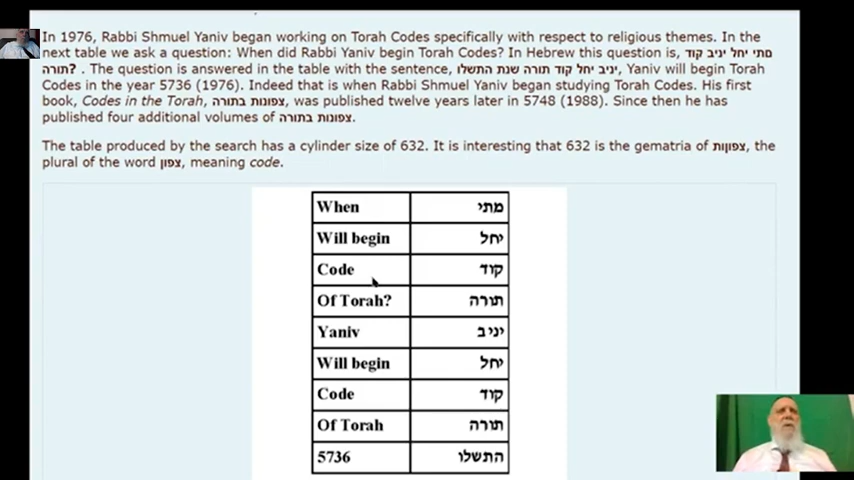 In 1976, Rabbi Shmuel Yaniv began working on Torah Codes specifically with respect to religious themes. In the
next table we ask a question: When did Rabbi Yaniv begin Torah Codes? In Hebrew this question is, מתי יחל יניב קוד
תורה? . The question is answered in the table with the sentence, יניב יחל קוד תורה שנת התשלו, Yaniv will begin Torah
Codes in the year 5736 (1976). Indeed that is when Rabbi Shmuel Yaniv began studying Torah Codes. His first
book, Codes in the Torah, צפונות בתורה, was published twelve years later in 5748 (1988). Since then he has
published four additional volumes of צפונות בתורה.
The table produced by the search has a cylinder size of 632. It is interesting that 632 is the gematria of צפונות, the
plural of the word צפון, meaning code.
When מתי
Will begin יחל
Code קוד
Of Torah? תורה
Yaniv יניב
Will begin יחל
Code קוד
Of Torah תורה
5736 התשלו